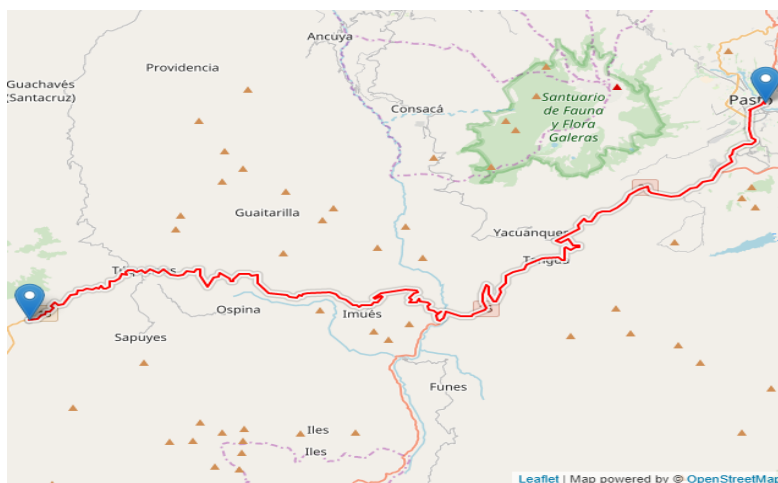 Ancuya
Providencia
Guachavés
(Santacruz)
Consacá
Santuario
de Fauna
y Flora
Galeras
Guaitarilla
Yacuanquer
Ospina
Imués
Sapuyes
Funes
Iles
Iles
Leaflet | Map powered by © OpenStreetMap